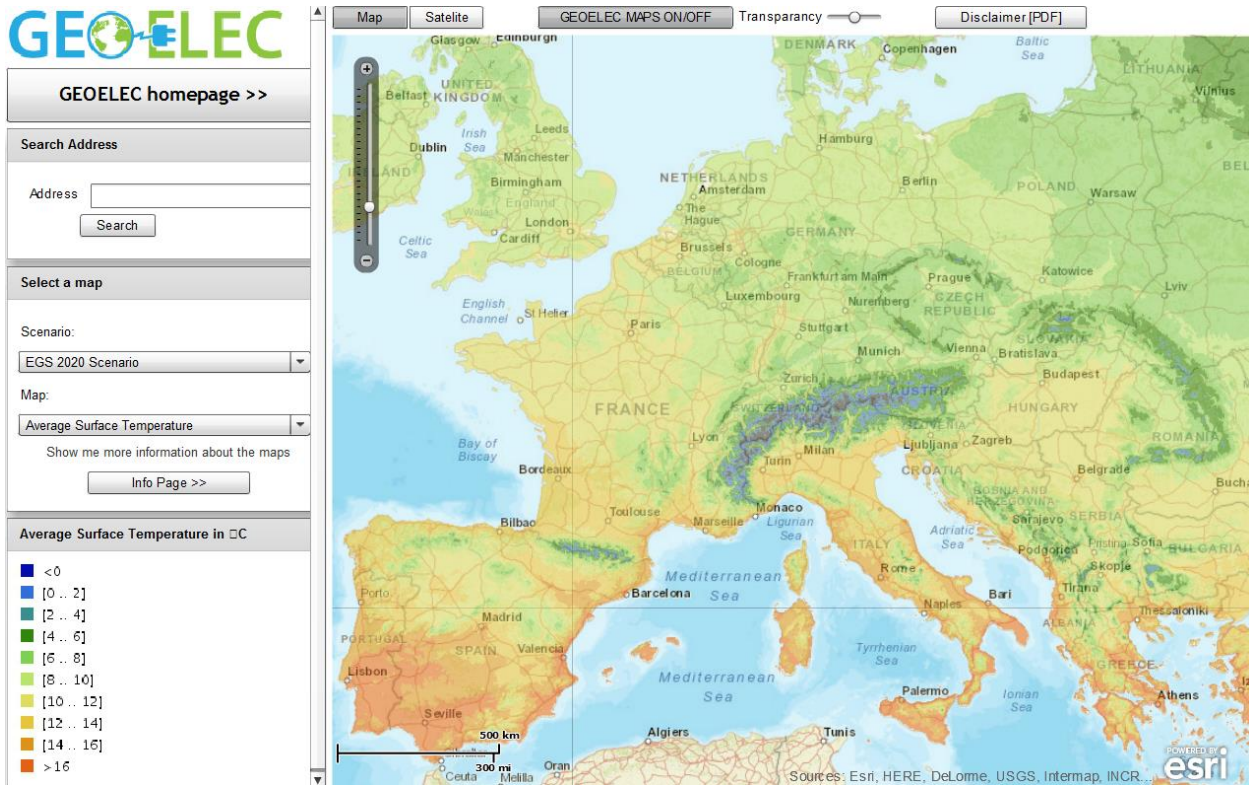 GEOELEC
GEOELEC homepage >>
Search Address
Address
Search
Select a map
Scenario:
EGS 2020 Scenario
Map:
Average Surface Temperature
Show me more information about the maps
Info Page >>
Average Surface Temperature in □C
<0
[0 .. 2]
[2 .. 4]
[4 .. 6]
[6 .. 8]
[8 .. 10]
[10 .. 12]
[12 .. 14]
[14 .. 16]
>16
Map
Satelite
GEOELEC MAPS ON/OFF
Transparancy
Disclaimer [PDF]
Glasgow
Edinburgh
DENMARK
Copenhagen
Baltic
Sea
LITHUANIA
Vilnius
UNITED
KINGDOM
Belfast
Irish
Sea
Leeds
Dublin
Manchester
Hamburg
Birmingham
England
Wales
NETHERLANDS
Amsterdam
Berlin
POLAND
Warsaw
BEL
The
Hague
London
Cardiff
Celtic
Sea
GERMANY
Brussels
Cologne
BELGIUM
Frankfurt am Main
Prague
Katowice
Lviv
English
Channel
St Helier
Luxembourg
Nuremberg
CZECH
REPUBLIC
Paris
Stuttgart
SLOVAKIA
Munich
Vienna
Bratislava
Zurich
Budapest
FRANCE
SWITZERLAND
AUSTRIA
HUNGARY
Lyon
SLOVENIA
Ljubljana
Zagreb
ROMANIA
Bay of
Biscay
Turin
Milan
Bordeaux
CROATIA
Belgrade
Bucha
BOSNIA AND
HERZEGOVINA
Toulouse
Monaco
Marseille
Ligurian
Sea
Bilbao
Sarajevo
SERBIA
Adriatic
Sea
ITALY
Podgorica
Pristina
Sofia
BULGARIA
Skopje
Rome
Tirana
Mediterranean
Sea
Porto
Barcelona
Madrid
Naples
Bari
Thessaloniki
ALBANIA
PORTUGAL
SPAIN
Valencia
Tyrrhenian
Sea
Lisbon
Mediterranean
Sea
GREECE
Palermo
Ionian
Sea
Athens
Seville
500 km
300 mi
Algiers
Tunis
Gibraltar
Ceuta
Melilla
Oran
Sources: Esri, HERE, DeLorme, USGS, Intermap, INCR...
POWERED BY
esri